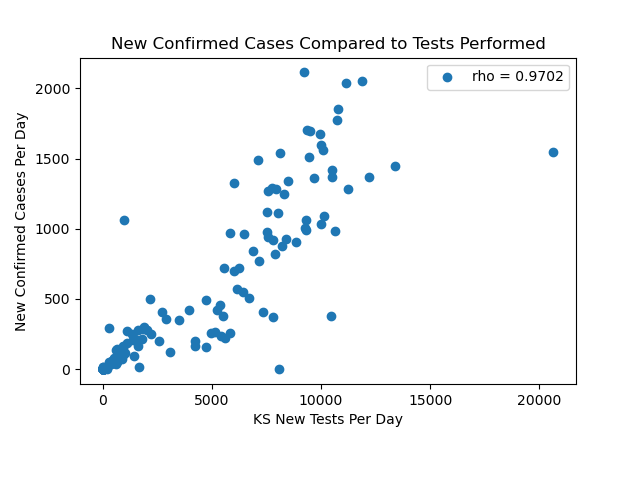 New Confirmed Cases Compared to Tests Performed
rho = 0.9702
New Confirmed Caeses Per Day
2000
1500
1000
500
0
0 5000 10000 15000 20000
KS New Tests Per Day